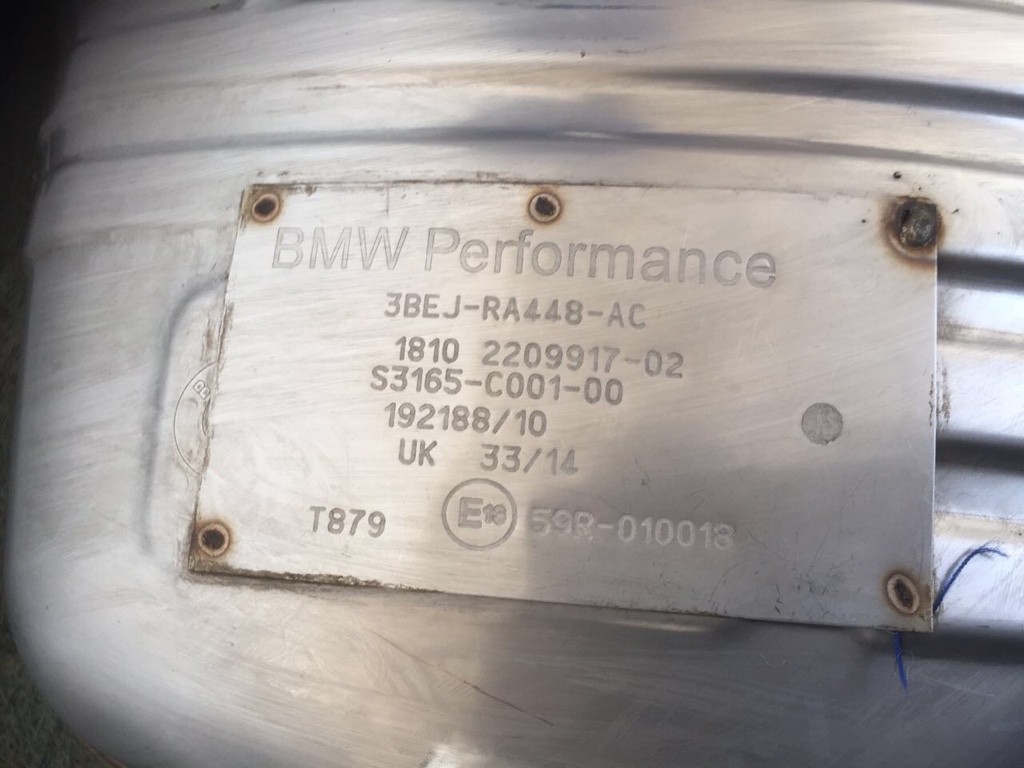 BMW Performance
3BEJ-RA448-AC
1810 2209917-02
S3165-C001-00
192188/10
UK 33/14
T879 E18 59R-010018